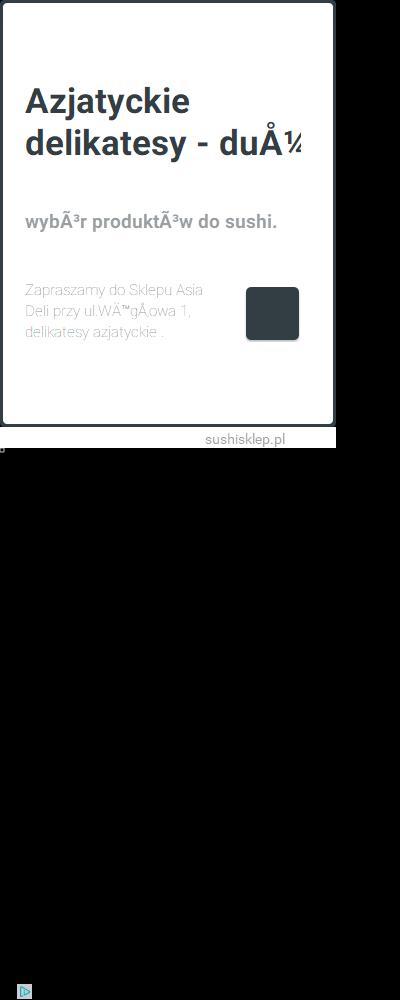 Azjatyckie
delikatesy - duÅ¼
wybÃ³r produktÃ³w do sushi.
Zapraszamy do Sklepu Asia
Deli przy ul.WÄ™gÅ‚owa 1,
delikatesy azjatyckie .
sushisklep.pl